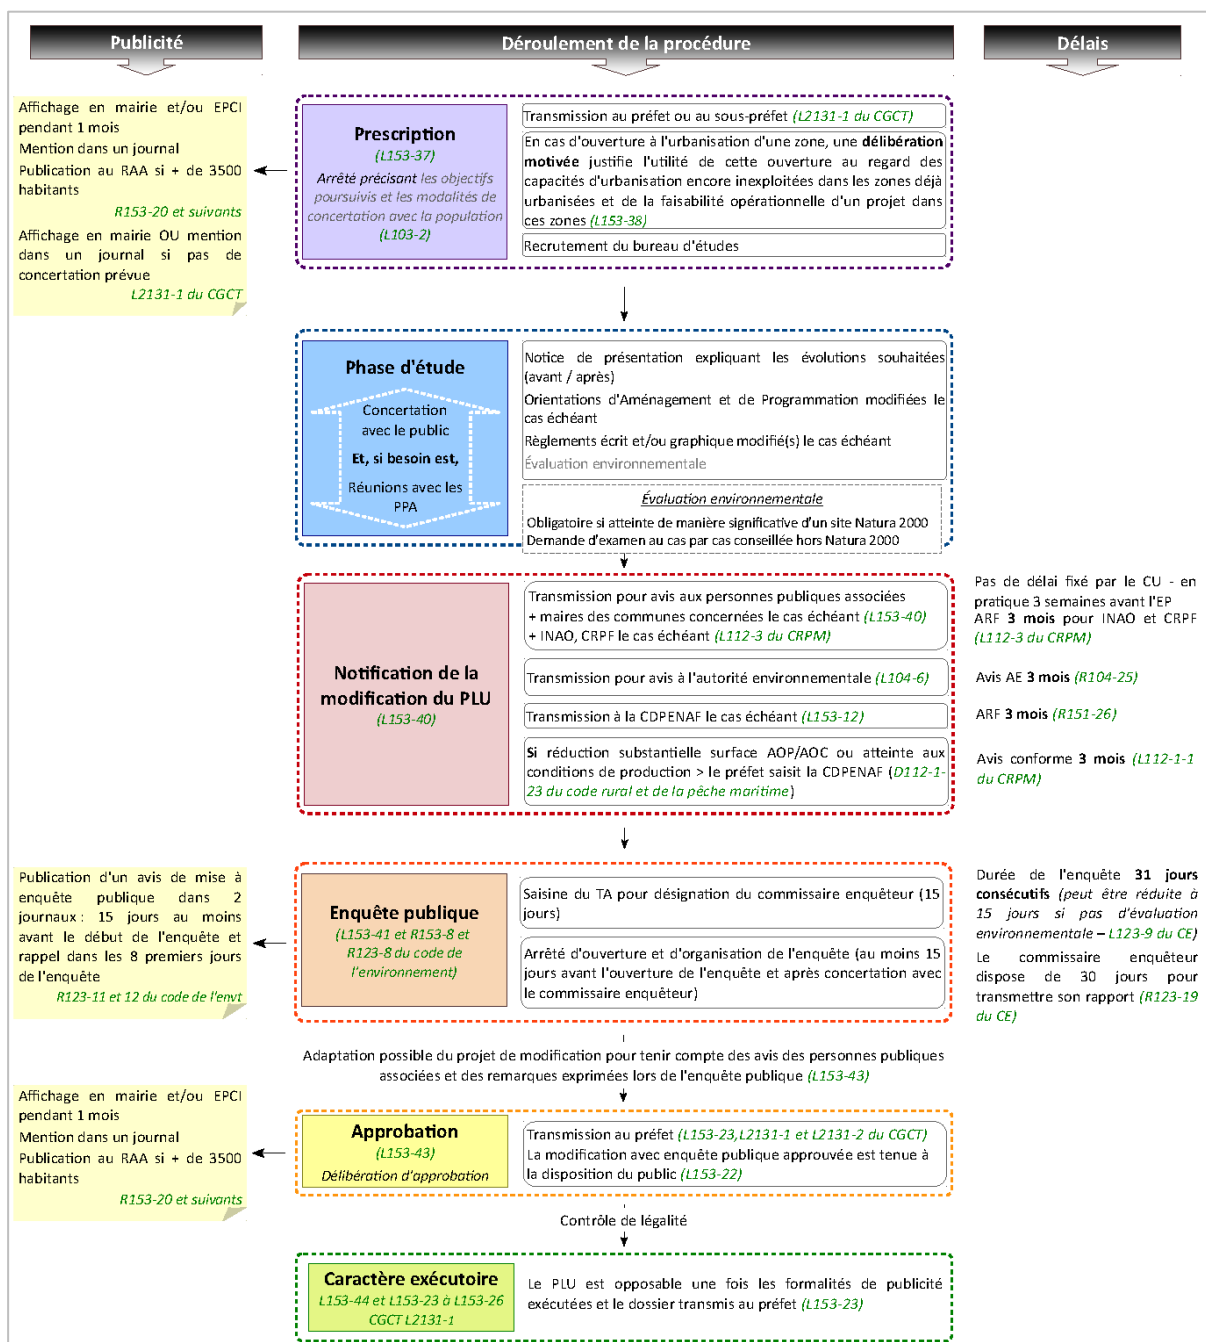 Publicité
Déroulement de la procédure
Délais
Affichage en mairie et/ou EPCI
pendant 1 mois
Mention dans un journal
Publication au RAA si + de 3500
habitants
R153-20 et suivants
Affichage en mairie OU mention
dans un journal si pas de
concertation prévue
L2131-1 du CGCT
Prescription
(L153-37)
Arrêté précisant les objectifs
poursuivis et les modalités de
concertation avec la population
(L103-2)
Transmission au préfet ou au sous-préfet (L2131-1 du CGCT)
En cas d'ouverture à l'urbanisation d'une zone, une délibération
motivée justifie l'utilité de cette ouverture au regard des
capacités d'urbanisation encore inexploitées dans les zones déjà
urbanisées et de la faisabilité opérationnelle d'un projet dans
ces zones (L153-38)
Recrutement du bureau d'études
Phase d'étude
Concertation
avec le public
Et, si besoin est,
Réunions avec les
PPA
Notice de présentation expliquant les évolutions souhaitées
(avant / après)
Orientations d'Aménagement et de Programmation modifiées le
cas échéant
Règlements écrit et/ou graphique modifié(s) le cas échéant
Évaluation environnementale
Évaluation environnementale
Obligatoire si atteinte de manière significative d'un site Natura 2000
Demande d'examen au cas par cas conseillée hors Natura 2000
Notification de la
modification du PLU
(L153-40)
Transmission pour avis aux personnes publiques associées
+ maires des communes concernées le cas échéant (L153-40)
+ INAO, CRPF le cas échéant (L112-3 du CRPM)
Transmission pour avis à l'autorité environnementale (L104-6)
Transmission à la CDPENAF le cas échéant (L153-12)
Si réduction substantielle surface AOP/AOC ou atteinte aux
conditions de production > le préfet saisit la CDPENAF (D112-1-
23 du code rural et de la pêche maritime)
Pas de délai fixé par le CU - en
pratique 3 semaines avant l'EP
ARF 3 mois pour INAO et CRPF
(L112-3 du CRPM)
Avis AE 3 mois (R104-25)
ARF 3 mois (R151-26)
Avis conforme 3 mois (L112-1-1
du CRPM)
Publication d'un avis de mise à
enquête publique dans 2
journaux : 15 jours au moins
avant le début de l'enquête et
rappel dans les 8 premiers jours
de l'enquête
R123-11 et 12 du code de l'envt
Enquête publique
(L153-41 et R153-8 et
R123-8 du code de
l'environnement)
Saisine du TA pour désignation du commissaire enquêteur (15
jours)
Arrêté d'ouverture et d'organisation de l'enquête (au moins 15
jours avant l'ouverture de l'enquête et après concertation avec
le commissaire enquêteur)
Durée de l'enquête 31 jours
consécutifs (peut être réduite à
15 jours si pas d'évaluation
environnementale – L123-9 du CE)
Le commissaire enquêteur
dispose de 30 jours pour
transmettre son rapport (R123-19
du CE)
Adaptation possible du projet de modification pour tenir compte des avis des personnes publiques
associées et des remarques exprimées lors de l'enquête publique (L153-43)
Affichage en mairie et/ou EPCI
pendant 1 mois
Mention dans un journal
Publication au RAA si + de 3500
habitants
R153-20 et suivants
Approbation
(L153-43)
Délibération d'approbation
Transmission au préfet (L153-23,L2131-1 et L2131-2 du CGCT)
La modification avec enquête publique approuvée est tenue à
la disposition du public (L153-22)
Contrôle de légalité
Caractère exécutoire
L153-44 et L153-23 à L153-26
CGCT L2131-1
Le PLU est opposable une fois les formalités de publicité
exécutées et le dossier transmis au préfet (L153-23)